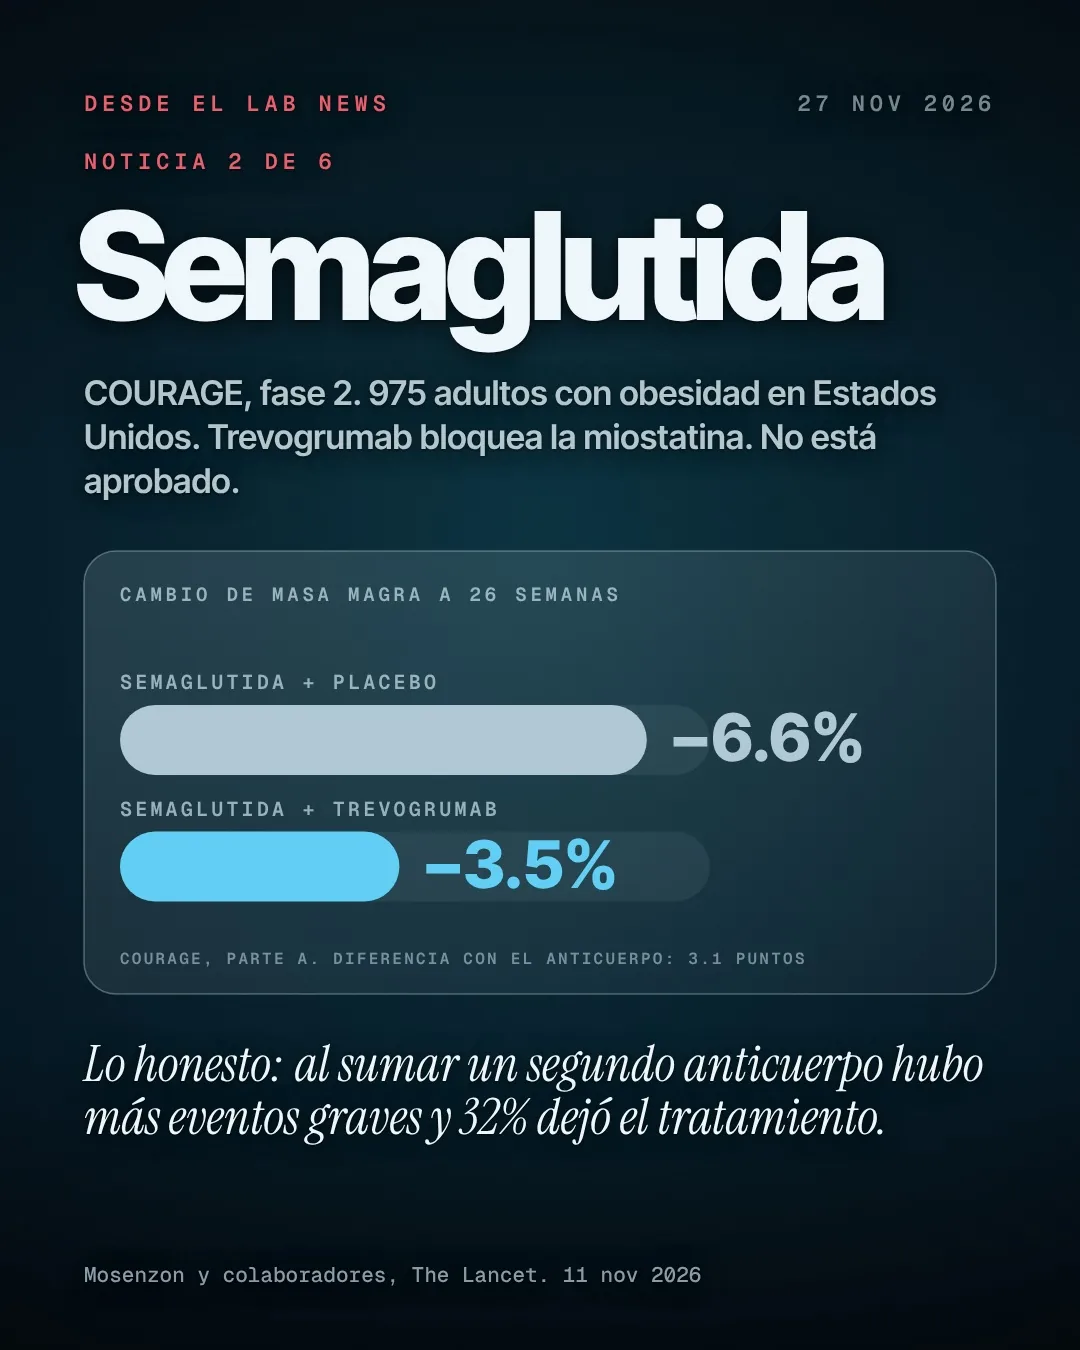 DESDE EL LAB NEWS
27 NOV 2026
NOTICIA 2 DE 6
Semaglutida
COURAGE, fase 2. 975 adultos con obesidad en Estados
Unidos. Trevogrumab bloquea la miostatina. No está
aprobado.
CAMBIO DE MASA MAGRA A 26 SEMANAS
SEMAGLUTIDA + PLACEBO
–6.6%
SEMAGLUTIDA + TREVOGRUMAB
–3.5%
COURAGE, PARTE A. DIFERENCIA CON EL ANTICUERPO: 3.1 PUNTOS
Lo honesto: al sumar un segundo anticuerpo hubo
más eventos graves y 32% dejó el tratamiento.
Mosenzon y colaboradores, The Lancet. 11 nov 2026